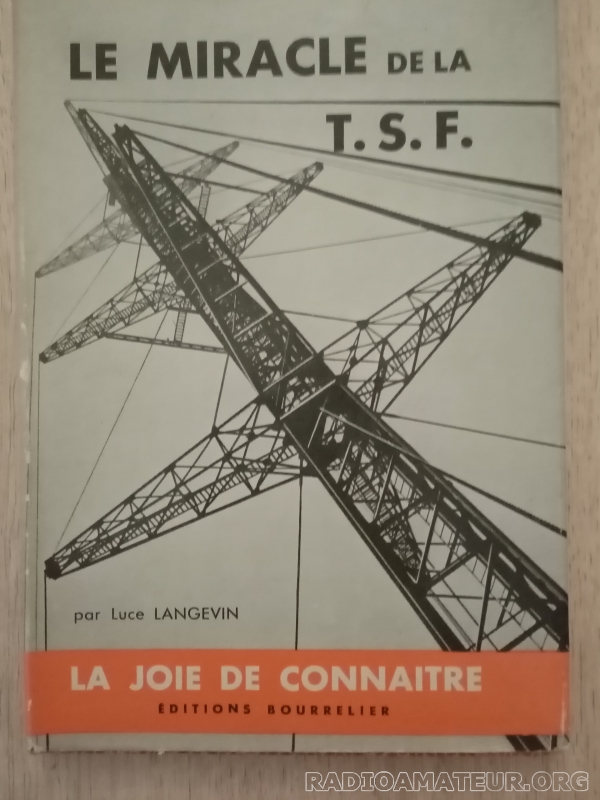 LE MIRACLE DE LA
T. S. F.
par Luce LANGEVIN
LA JOIE DE CONNAITRE
ÉDITIONS BOURRELIER
RADIOAMATEUR.ORG